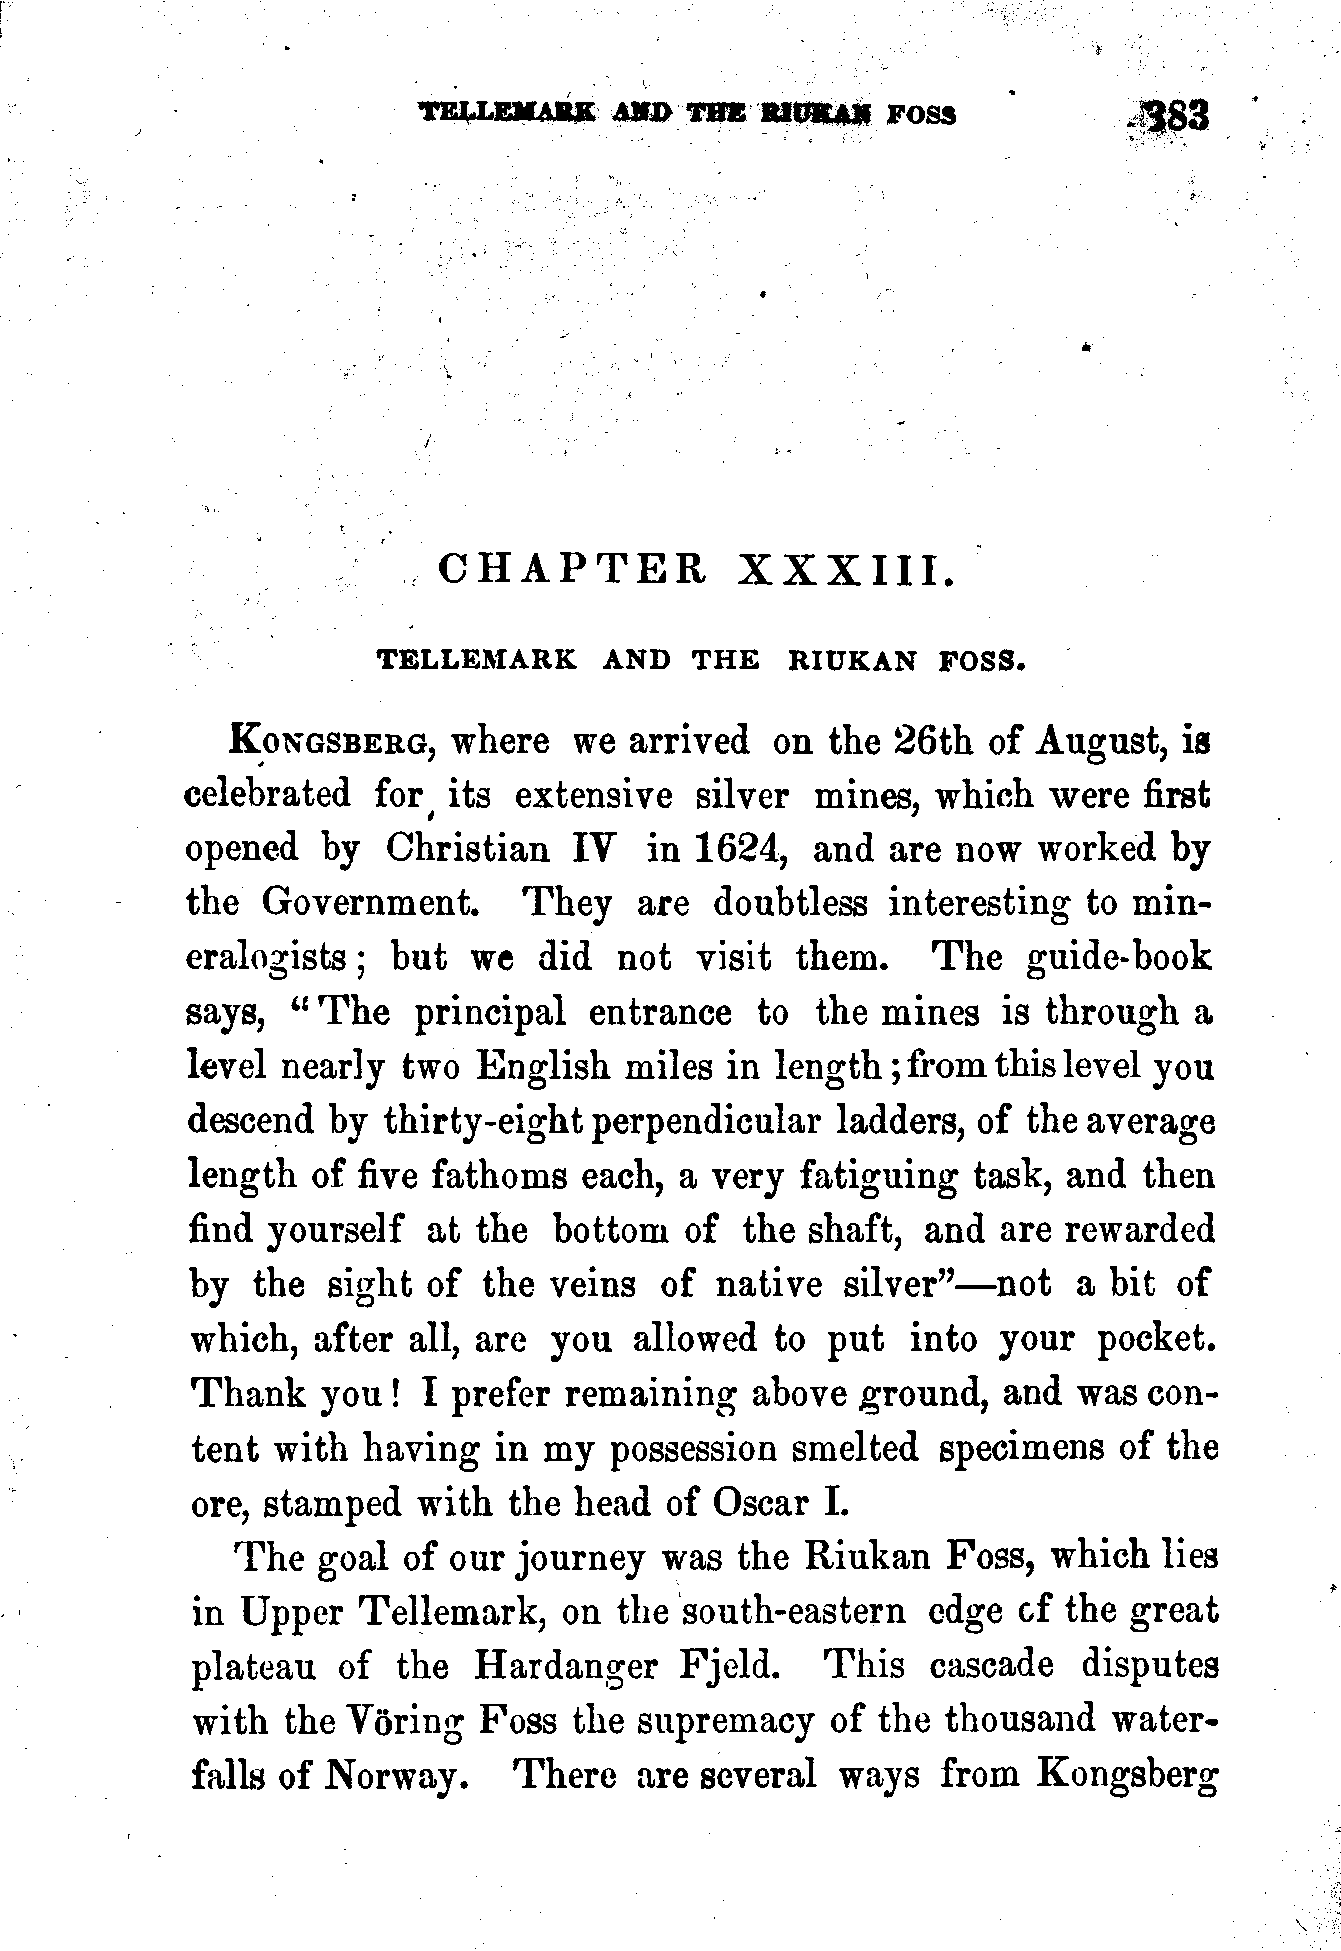 TELLEMARK AND THE RIUKAN FOSS 383
CHAPTER XXXIII.
TELLEMARK AND THE RIUKAN FOSS.
KONGSBERG, where we arrived on the 26th of August, is
celebrated for its extensive silver mines, which were first
opened by Christian IV in 1624, and are now worked by
the Government. They are doubtless interesting to min-
eralogists; but we did not visit them. The guide-book
says, "The principal entrance to the mines is through a
level nearly two English miles in length; from this level you
descend by thirty-eight perpendicular ladders, of the average
length of five fathoms each, a very fatiguing task, and then
find yourself at the bottom of the shaft, and are rewarded
by the sight of the veins of native silver"—not a bit of
which, after all, are you allowed to put into your pocket.
Thank you! I prefer remaining above ground, and was con-
tent with having in my possession smelted specimens of the
ore, stamped with the head of Oscar I.
The goal of our journey was the Riukan Foss, which lies
in Upper Tellemark, on the south-eastern edge of the great
plateau of the Hardanger Fjeld. This cascade disputes
with the Vöring Foss the supremacy of the thousand water-
falls of Norway. There are several ways from Kongsberg